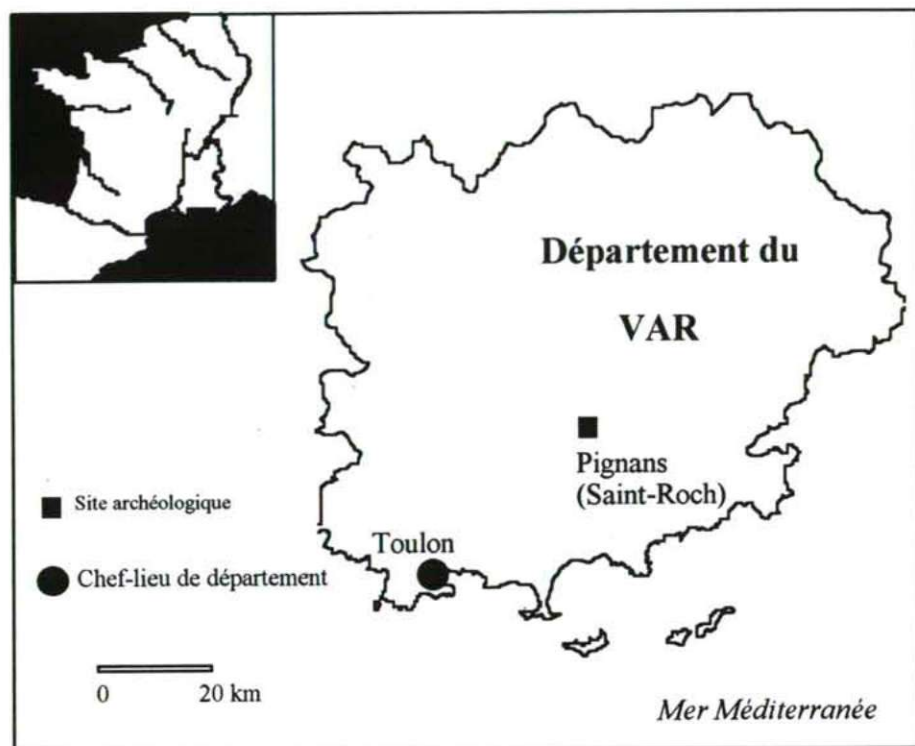 Département du
VAR
Pignans
(Saint-Roch)
Site archéologique
Toulon
Chef-lieu de département
0 20 km
Mer Méditerranée